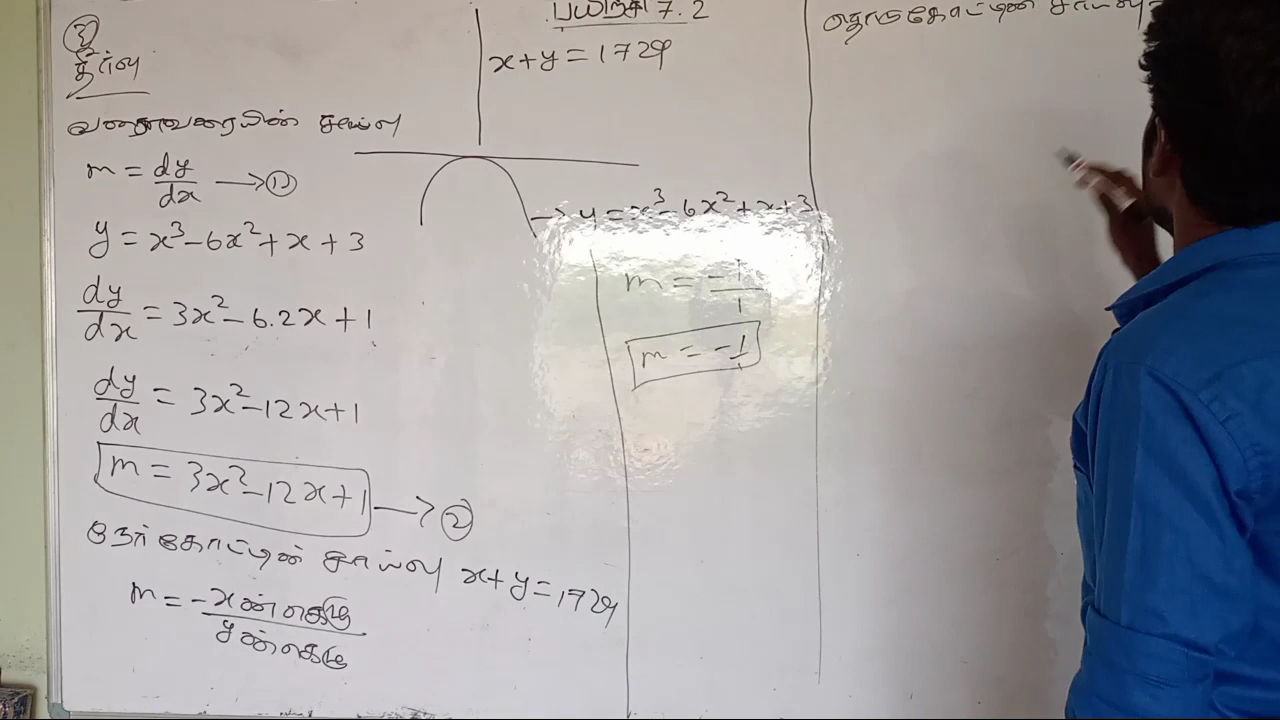 ③
தீர்வு
வளைவரையின் சாய்வு
m = dy/dx → ①
y = x³ - 6x² + x + 3
dy/dx = 3x² - 6.2x + 1
dy/dx = 3x² - 12x + 1
m = 3x² - 12x + 1 → ②
நேர்கோட்டின் சாய்வு x + y = 1729
m = -x ன் கெழு / y ன் கெழு
பயிற்சி 7.2
x + y = 1729
→ y = x³ - 6x² + x + 3
m = -1/1
m = -1
தொடுகோட்டின் சாய்வு =